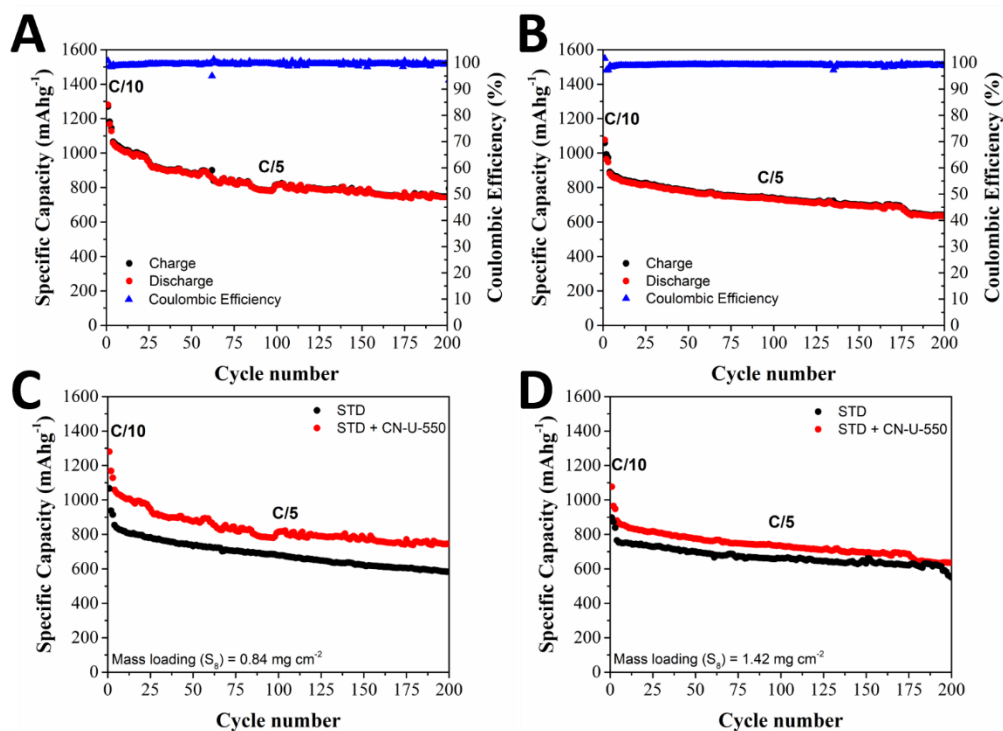 A
Specific Capacity (mAhg⁻¹)
1600
1400
1200
1000
800
600
400
200
0
C/10
C/5
Charge
Discharge
Coulombic Efficiency
0
25
50
75
100
125
150
175
200
Cycle number
100
90
80
70
60
50
40
30
20
10
0
Coulombic Efficiency (%)
B
Specific Capacity (mAhg⁻¹)
1600
1400
1200
1000
800
600
400
200
0
C/10
C/5
Charge
Discharge
Coulombic Efficiency
0
25
50
75
100
125
150
175
200
Cycle number
100
90
80
70
60
50
40
30
20
10
0
Coulombic Efficiency (%)
C
Specific Capacity (mAhg⁻¹)
1600
1400
1200
1000
800
600
400
200
0
STD
STD + CN-U-550
C/10
C/5
Mass loading (S₈) = 0.84 mg cm⁻²
0
25
50
75
100
125
150
175
200
Cycle number
D
Specific Capacity (mAhg⁻¹)
1600
1400
1200
1000
800
600
400
200
0
STD
STD + CN-U-550
C/10
C/5
Mass loading (S₈) = 1.42 mg cm⁻²
0
25
50
75
100
125
150
175
200
Cycle number